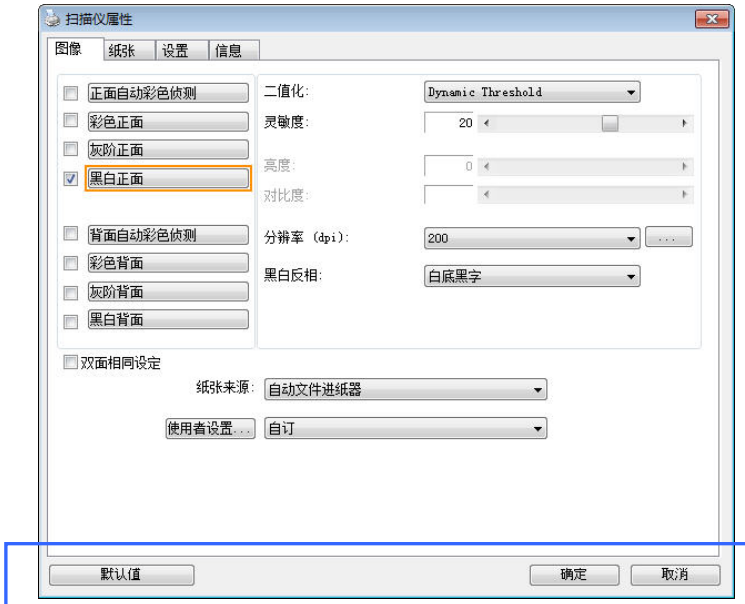 扫描仪属性
图像 纸张 设置 信息
正面自动彩色侦测
彩色正面
灰阶正面
黑白正面
背面自动彩色侦测
彩色背面
灰阶背面
黑白背面
二值化: Dynamic Threshold
灵敏度: 20
亮度: 0
对比度:
分辨率 (dpi): 200 ...
黑白反相: 白底黑字
双面相同设定
纸张来源: 自动文件进纸器
使用者设置... 自订
默认值 确定 取消